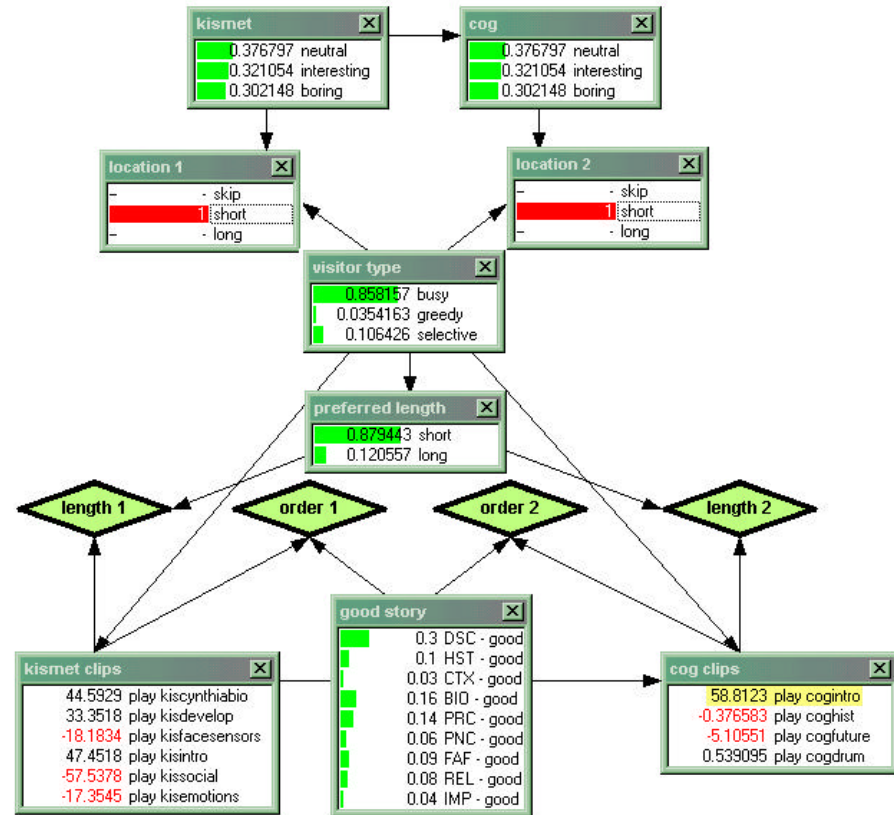 kismet
0.376797 neutral
0.321054 interesting
0.302148 boring
cog
0.376797 neutral
0.321054 interesting
0.302148 boring
location 1
- - skip
1 short
- - long
location 2
- - skip
1 short
- - long
visitor type
0.858157 busy
0.0354163 greedy
0.106426 selective
preferred length
0.879443 short
0.120557 long
length 1
order 1
order 2
length 2
kismet clips
44.5929 play kiscynthiabio
33.3518 play kisdevelop
-18.1834 play kisfacesensors
47.4518 play kisintro
-57.5378 play kissocial
-17.3545 play kisemotions
good story
0.3 DSC - good
0.1 HST - good
0.03 CTX - good
0.16 BIO - good
0.14 PRC - good
0.06 PNC - good
0.09 FAF - good
0.08 REL - good
0.04 IMP - good
cog clips
58.8123 play cogintro
-0.376583 play coghist
-5.10551 play cogfuture
0.539095 play cogdrum